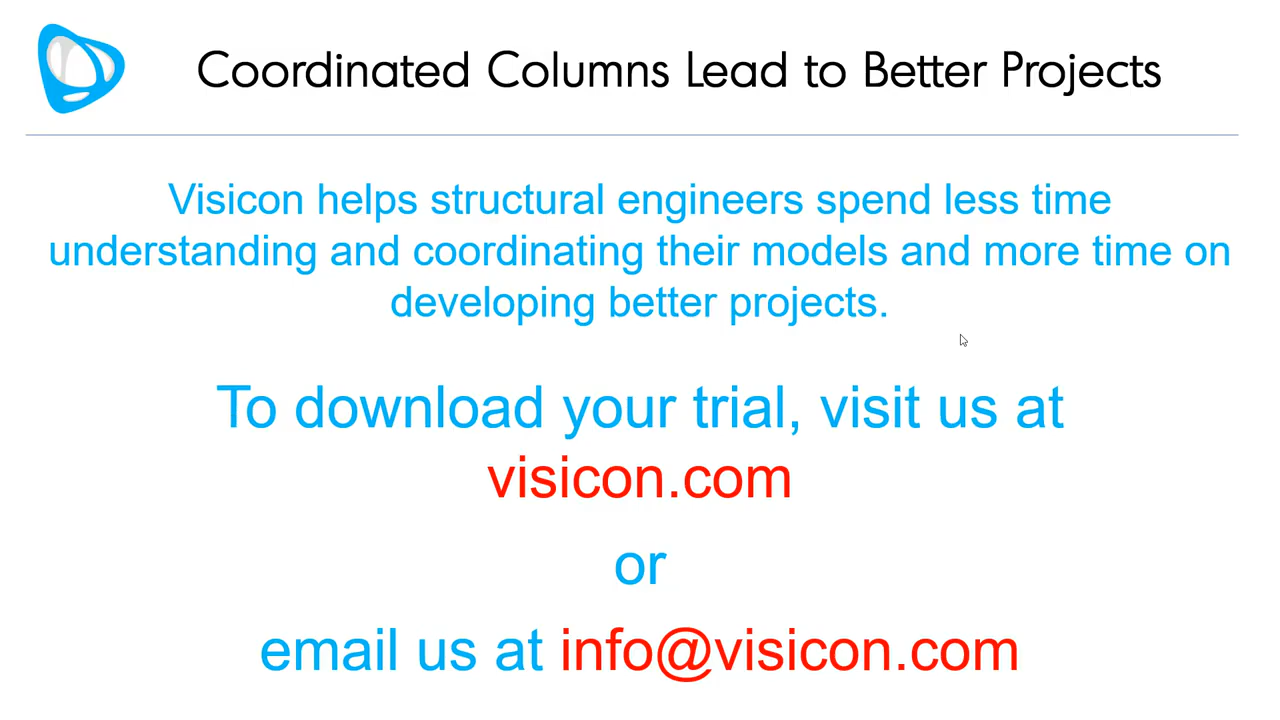 Coordinated Columns Lead to Better Projects
Visicon helps structural engineers spend less time
understanding and coordinating their models and more time on
developing better projects.
To download your trial, visit us at
visicon.com
or
email us at info@visicon.com